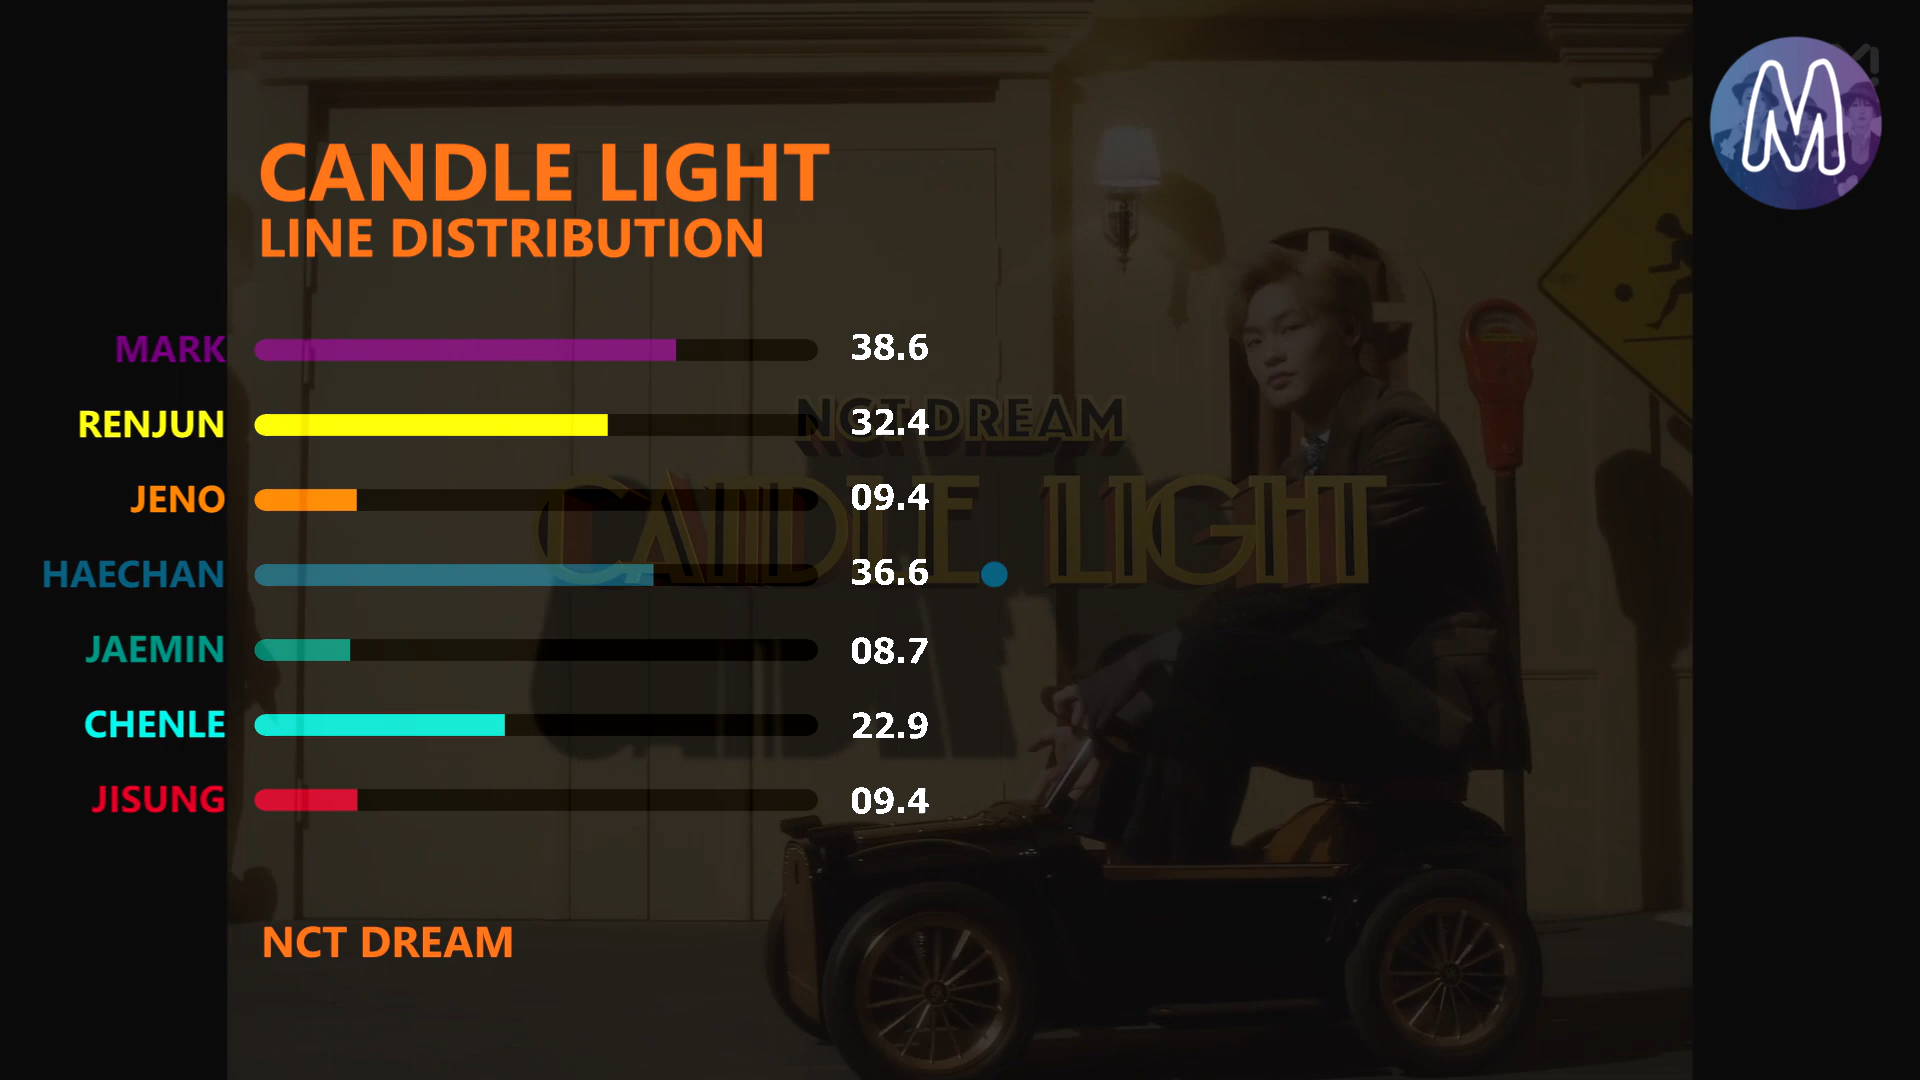 M
CANDLE LIGHT
LINE DISTRIBUTION
MARK 38.6
RENJUN 32.4
NCT DREAM
JENO 09.4
CANDLE LIGHT
HAECHAN 36.6
JAEMIN 08.7
CHENLE 22.9
JISUNG 09.4
NCT DREAM